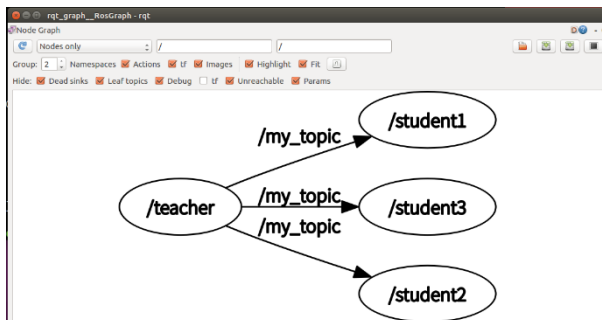 rqt_graph__RosGraph - rqt
Node Graph
Nodes only / /
Group: 2 Namespaces Actions tf Images Highlight Fit
Hide: Dead sinks Leaf topics Debug tf Unreachable Params
/student1
/my_topic
/teacher
/my_topic
/student3
/my_topic
/student2